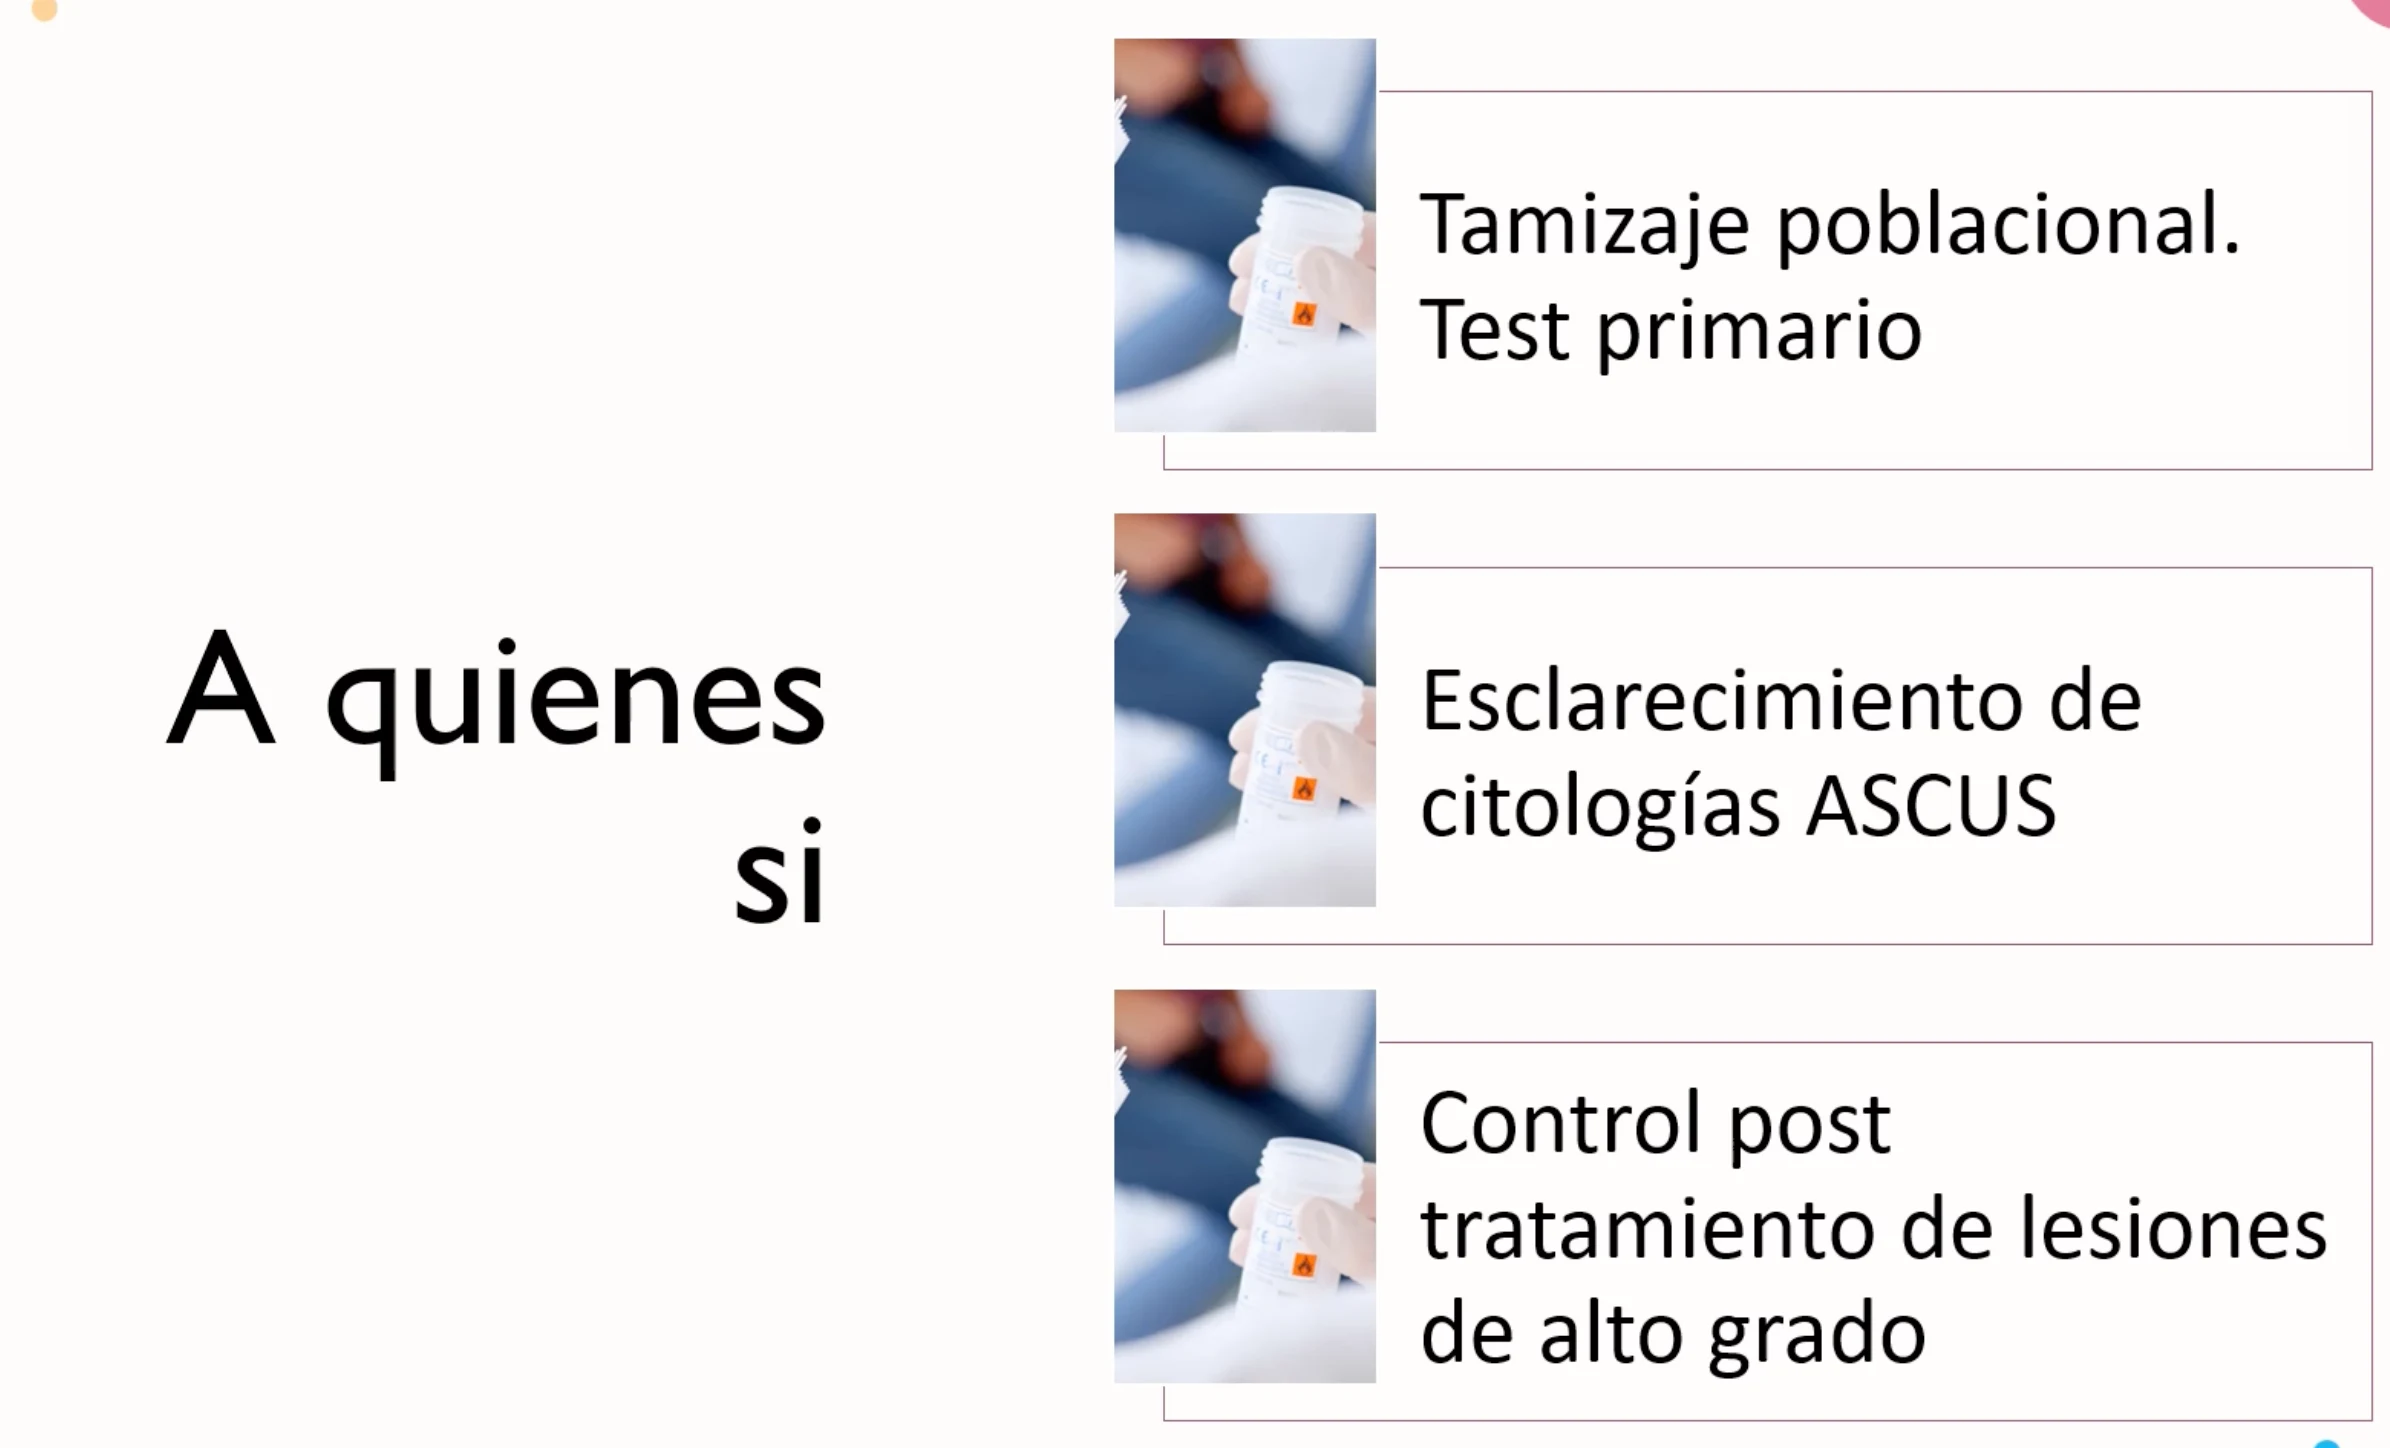 A quienes
si
Tamizaje poblacional.
Test primario
Esclarecimiento de
citologías ASCUS
Control post
tratamiento de lesiones
de alto grado